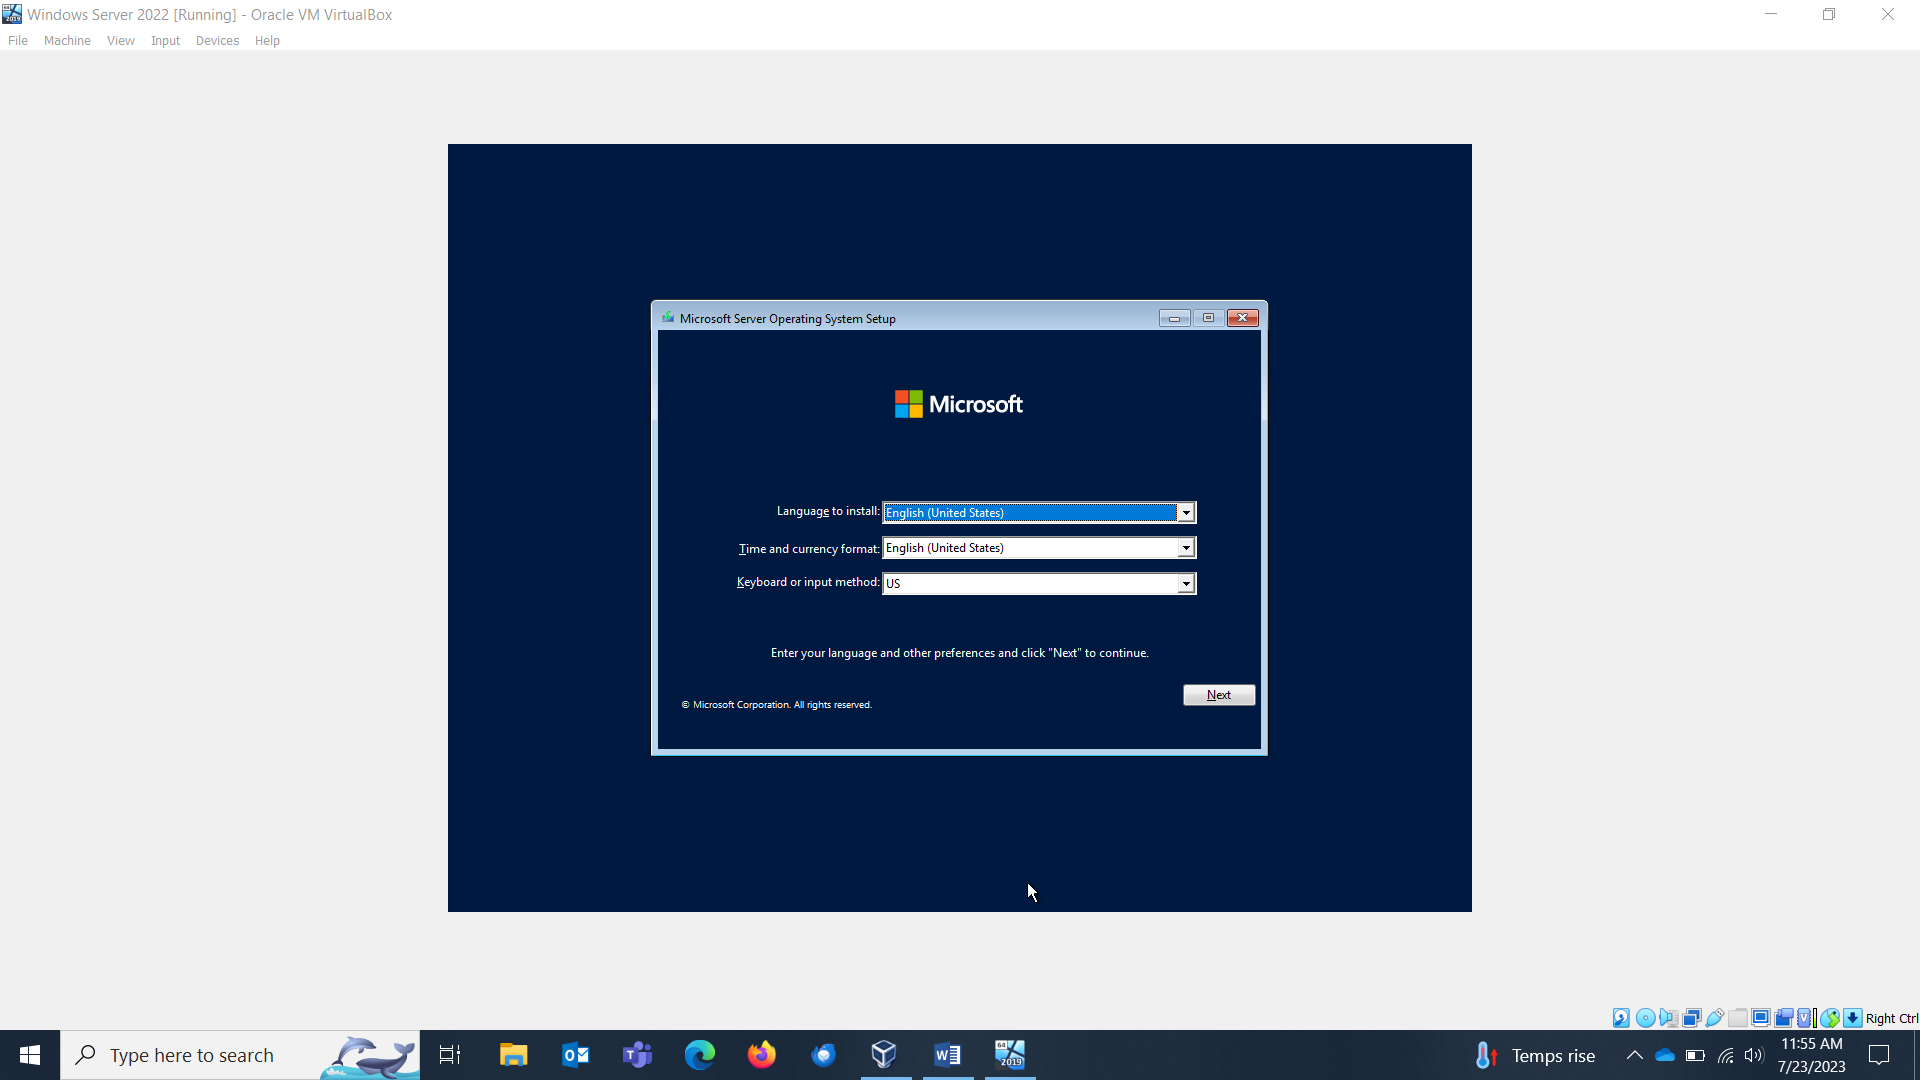 Windows Server 2022 [Running] - Oracle VM VirtualBox
File Machine View Input Devices Help
Microsoft Server Operating System Setup
Microsoft
Language to install: English (United States)
Time and currency format: English (United States)
Keyboard or input method: US
Enter your language and other preferences and click "Next" to continue.
Next
© Microsoft Corporation. All rights reserved.
Right Ctrl
Type here to search
Temps rise
11:55 AM
7/23/2023